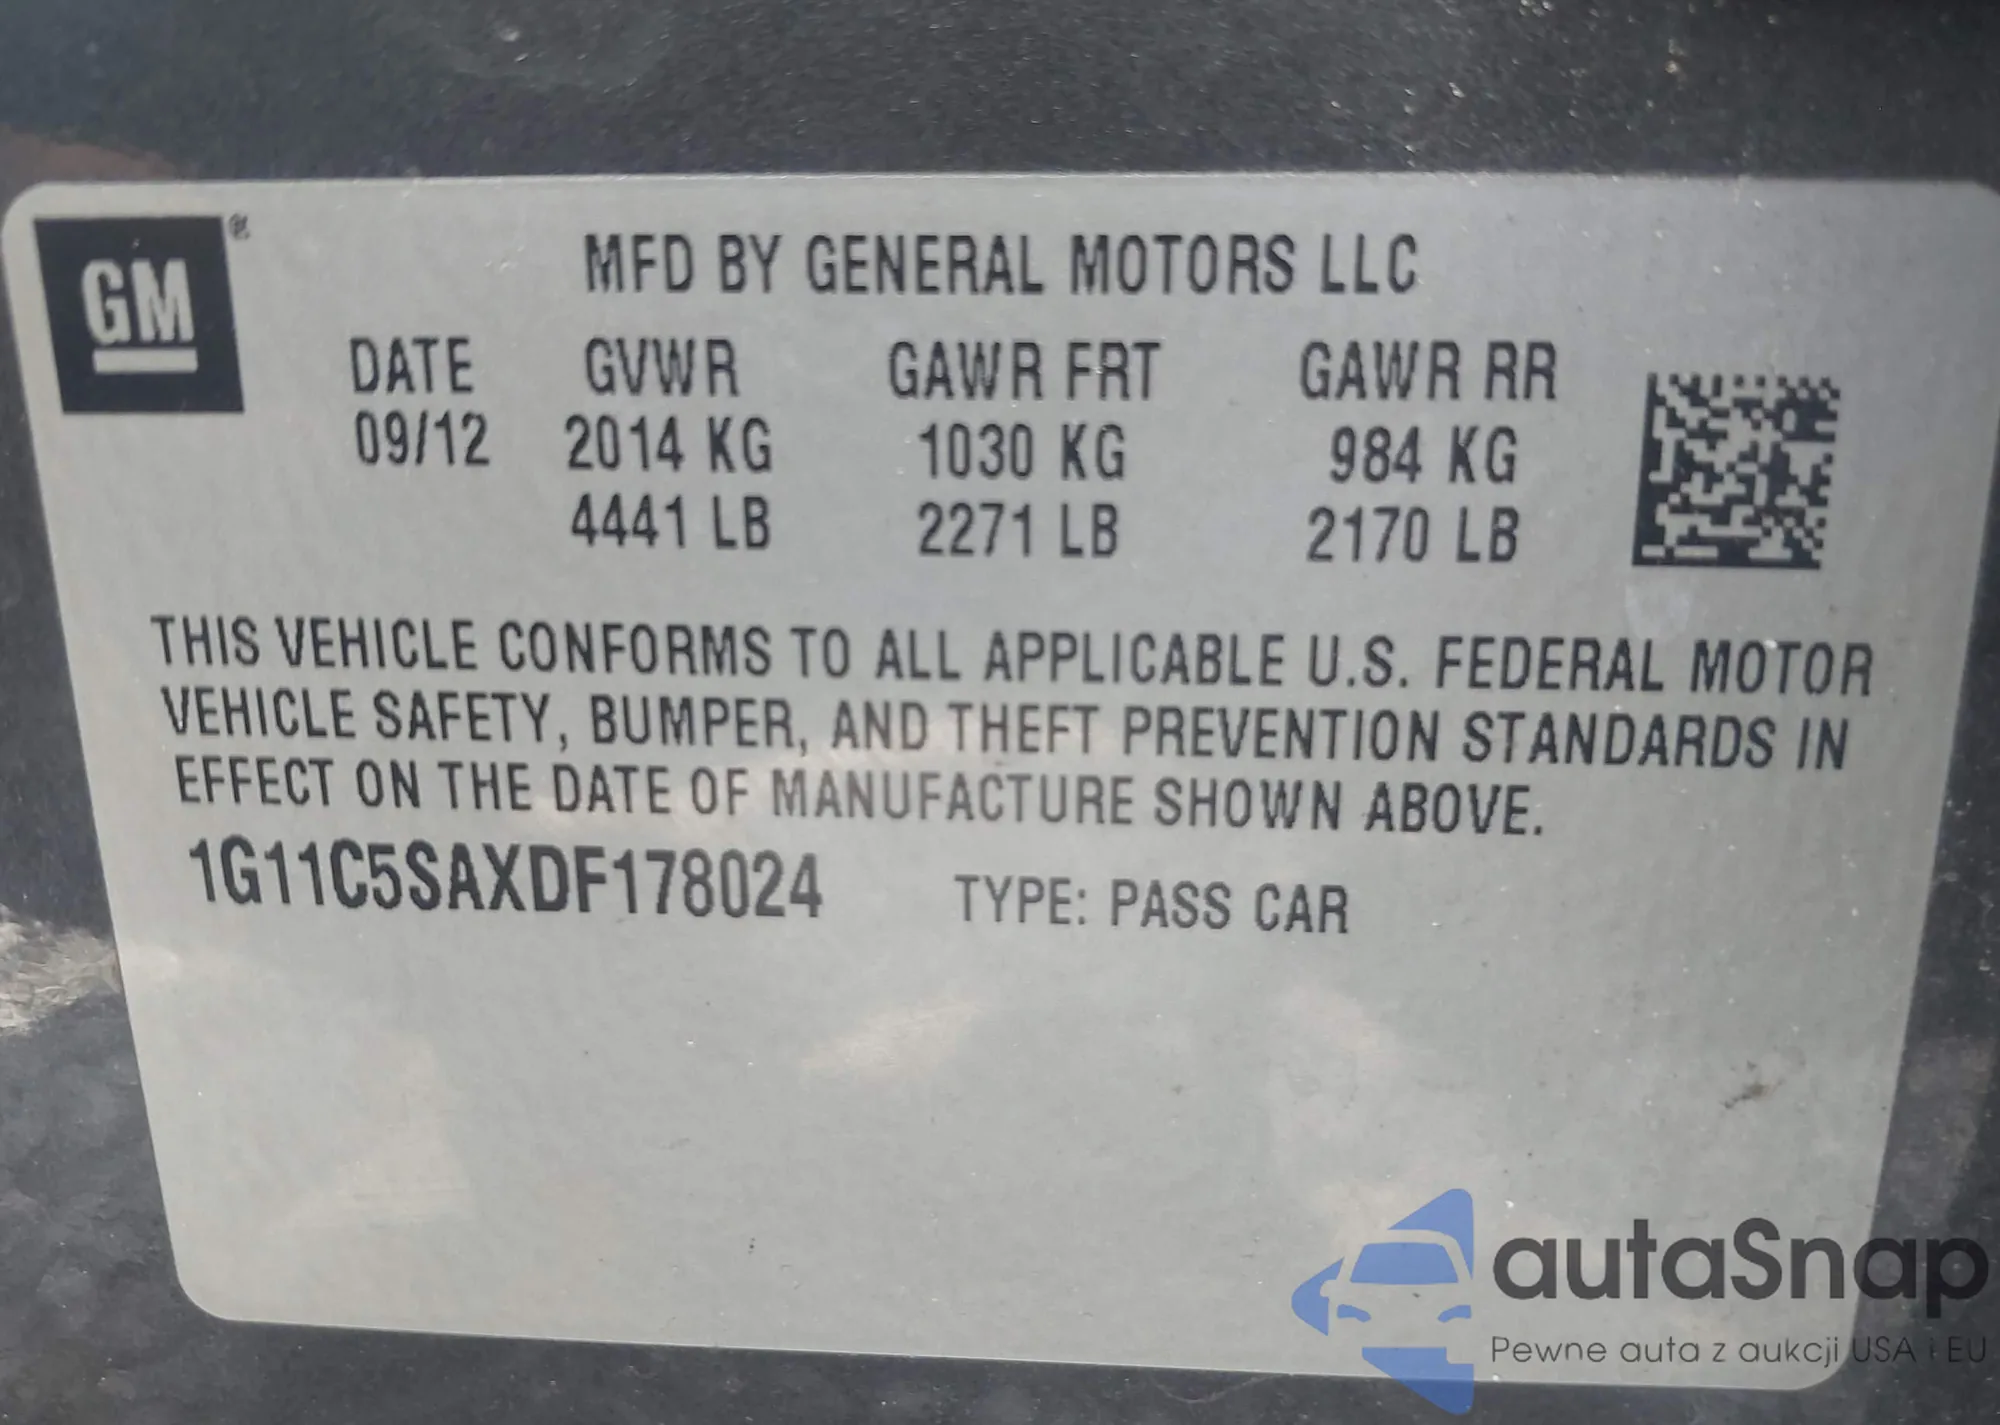 GM®
MFD BY GENERAL MOTORS LLC
DATE GVWR GAWR FRT GAWR RR
09/12 2014 KG 1030 KG 984 KG
4441 LB 2271 LB 2170 LB
THIS VEHICLE CONFORMS TO ALL APPLICABLE U.S. FEDERAL MOTOR
VEHICLE SAFETY, BUMPER, AND THEFT PREVENTION STANDARDS IN
EFFECT ON THE DATE OF MANUFACTURE SHOWN ABOVE.
1G11C5SAXDF178024 TYPE: PASS CAR
autaSnap
Pewne auta z aukcji USA i EU